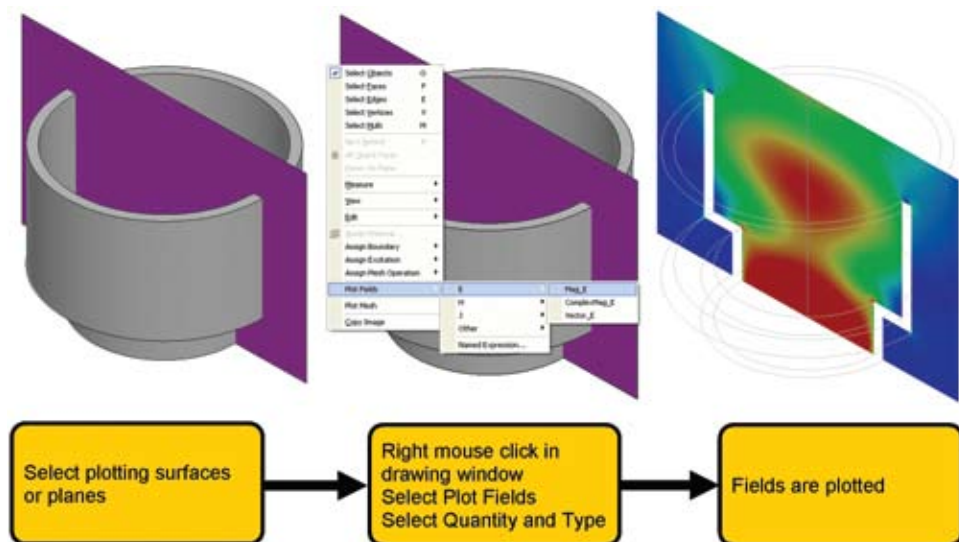 Select Objects O
Select Faces F
Select Edges E
Select Vertices V
Select Multi M
Measure
View
Edit
Assign Boundary
Assign Excitation
Assign Mesh Operation
Plot Fields
Plot Mesh
Copy Image
E
H
J
Other
Named Expression...
Mag_E
ComplexMag_E
Vector_E
Select plotting surfaces
or planes
Right mouse click in
drawing window
Select Plot Fields
Select Quantity and Type
Fields are plotted